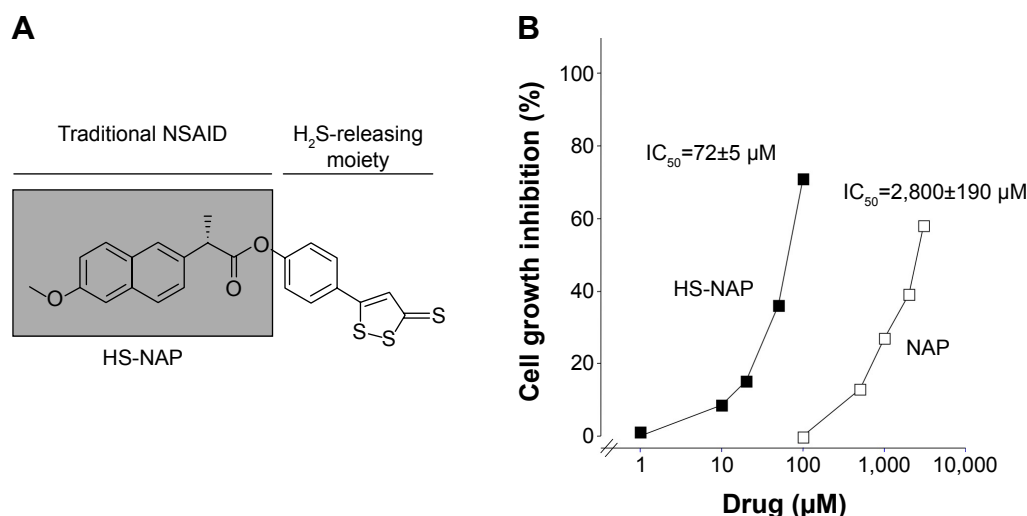 A
Traditional NSAID
H₂S-releasing
moiety
O
O
O
S
S
S
HS-NAP
B
Cell growth inhibition (%)
100
80
60
40
20
0
IC₅₀=72±5 µM
IC₅₀=2,800±190 µM
HS-NAP
NAP
1
10
100
1,000
10,000
Drug (µM)